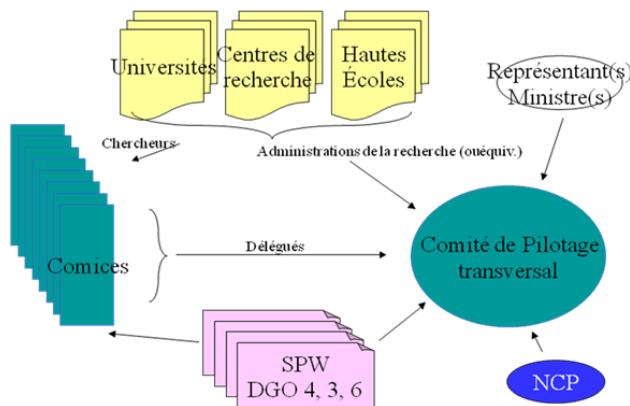 Universités
Centres de
recherche
Hautes
Écoles
Représentant(s)
Ministre(s)
Chercheurs
Administrations de la recherche (ouéquiv.)
Comices
Délégués
Comité de Pilotage
transversal
SPW
DGO 4, 3, 6
NCP